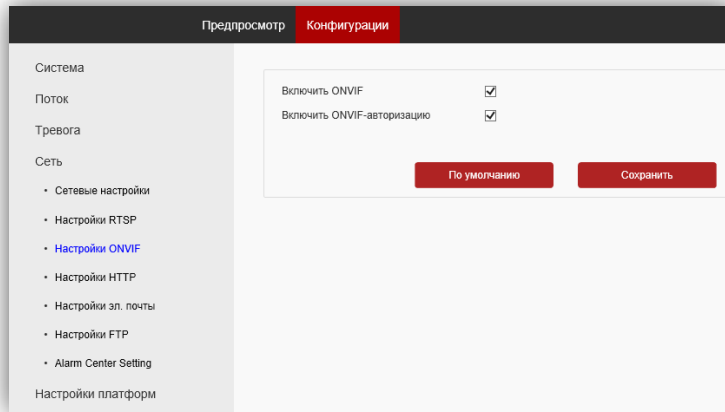 Предпросмотр Конфигурации
Система
Поток
Тревога
Сеть
Сетевые настройки
Настройки RTSP
Настройки ONVIF
Настройки HTTP
Настройки эл. почты
Настройки FTP
Alarm Center Setting
Настройки платформ
Включить ONVIF
Включить ONVIF-авторизацию
По умолчанию Сохранить